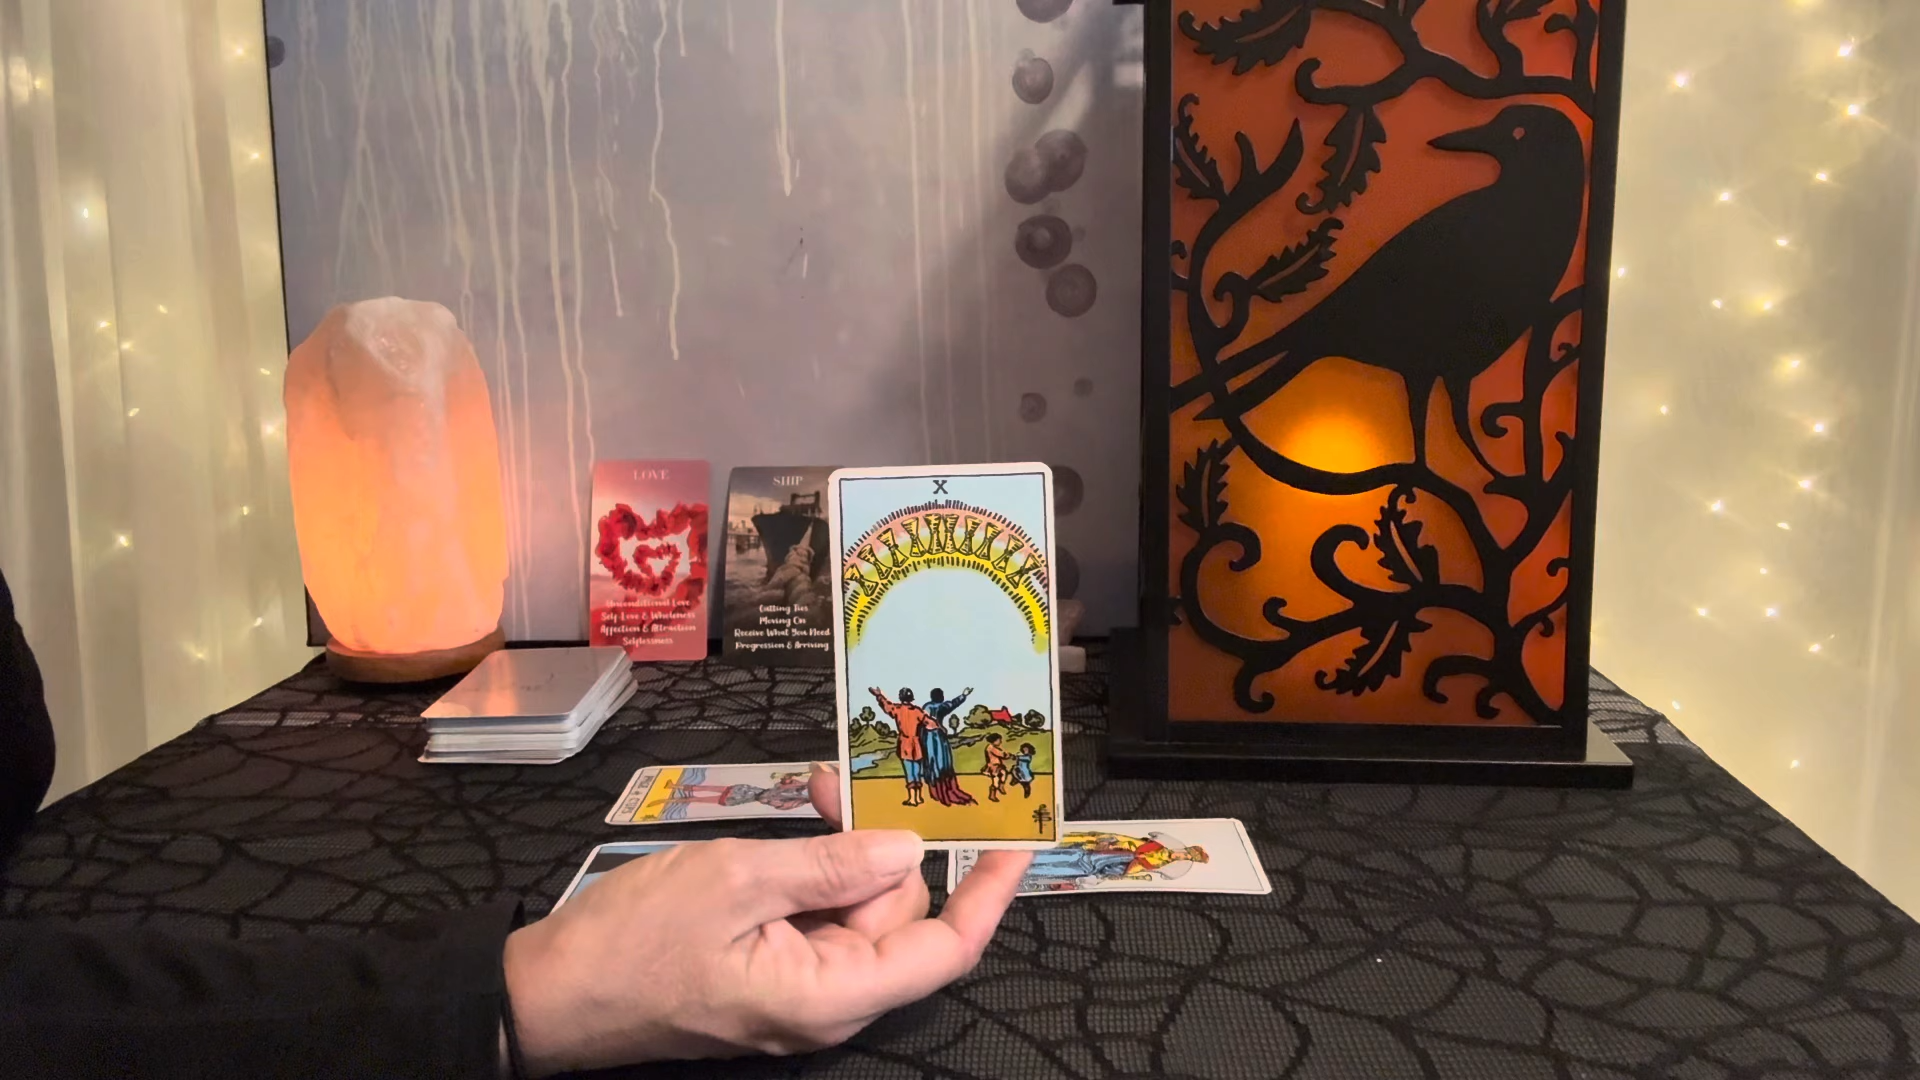 LOVE
Unconditional Love
Self-Love & Wholeness
Affection & Attraction
Selflessness
SHIP
Cutting Ties
Moving On
Receive What You Need
Progression & Arriving
X